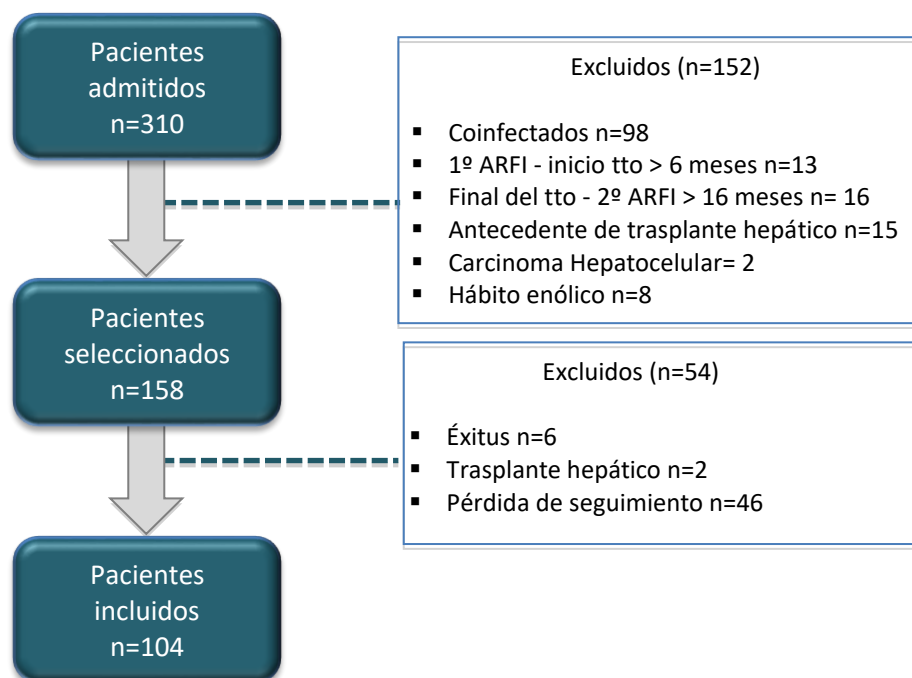 Pacientes
admitidos
n=310
Excluidos (n=152)
▪ Coinfectados n=98
▪ 1º ARFI - inicio tto > 6 meses n=13
▪ Final del tto - 2º ARFI > 16 meses n= 16
▪ Antecedente de trasplante hepático n=15
▪ Carcinoma Hepatocelular= 2
▪ Hábito enólico n=8
Pacientes
seleccionados
n=158
Excluidos (n=54)
▪ Éxitus n=6
▪ Trasplante hepático n=2
▪ Pérdida de seguimiento n=46
Pacientes
incluidos
n=104